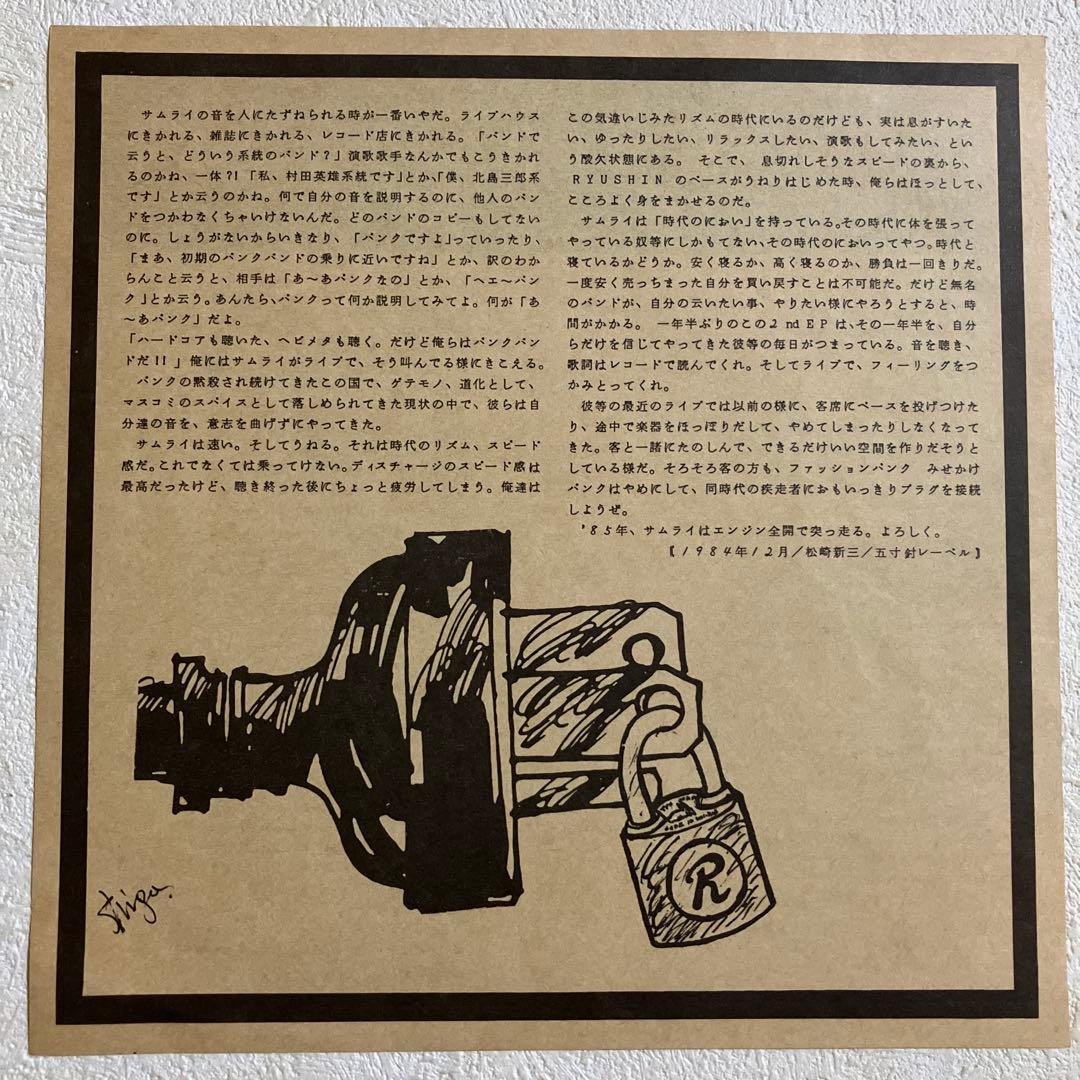 サムライの音を人にたずねられる時が一番いやだ。ライブハウス
にきかれる、雑誌にきかれる、レコード店にきかれる。「バンドで
云うと、どういう系統のバンド?」演歌歌手なんかでもこうきかれ
るのかね、一体?!「私、村田英雄系統です」とか、「僕、北島三郎系
です」とか云うのかね。何で自分の音を説明するのに、他人のバン
ドをつかわなくちゃいけないんだ。どのバンドのコピーもしてない
のに。しょうがないからいきなり、「パンクですよ」っていったり、
「まあ、初期のパンクバンドの乗りに近いですね」とか、訳のわか
らんこと云うと、相手は「あ〜あパンクなの」とか、「ヘエ〜パン
ク」とか云う。あんたら、パンクって何か説明してみてよ。何が「あ
〜あパンク」だよ。
「ハードコアも聴いた、ヘビメタも聴く。だけど俺らはパンクバン
ドだ!!」俺にはサムライがライブで、そう叫んでる様にきこえる。
パンクの黙殺され続けてきたこの国で、ゲテモノ、道化として、
マスコミのスパイスとして落しめられてきた現状の中で、彼らは自
分達の音を、意志を曲げずにやってきた。
サムライは速い。そしてうねる。それは時代のリズム、スピード
感だ。これでなくては乗ってけない。ディスチャージのスピード感は
最高だったけど、聴き終った後にちょっと疲労してしまう。俺達は
この気違いじみたリズムの時代にいるのだけども、実は息がすいた
い、ゆったりしたい、リラックスしたい、演歌もしてみたい、とい
う酸欠状態にある。そこで、息切れしそうなスピードの裏から、
RYUSHINのベースがうねりはじめた時、俺らはほっとして、
こころよく身をまかせるのだ。
サムライは「時代のにおい」を持っている。その時代に体を張って
やっている奴等にしかもてない、その時代のにおいってやつ。時代と
寝ているかどうか。安く寝るか、高く寝るのか、勝負は一回きりだ。
一度安く売っちまった自分を買い戻すことは不可能だ。だけど無名
のバンドが、自分の云いたい事、やりたい様にやろうとすると、時
間がかかる。一年半ぶりのこの2ndEPは、その一年半を、自分
らだけを信じてやってきた彼等の毎日がつまっている。音を聴き、
歌詞はレコードで読んでくれ。そしてライブで、フィーリングをつ
かみとってくれ。
彼等の最近のライブでは以前の様に、客席にベースを投げつけた
り、途中で楽器をほっぽりだして、やめてしまったりしなくなって
きた。客と一緒にたのしんで、できるだけいい空間を作りだそうと
している様だ。そろそろ客の方も、ファッションパンク みせかけ
パンクはやめにして、同時代の疾走者におもいっきりプラグを接続
しようぜ。
'85年、サムライはエンジン全開で突っ走る。よろしく。
【1984年12月/松崎新三/五寸釘レーベル】
R